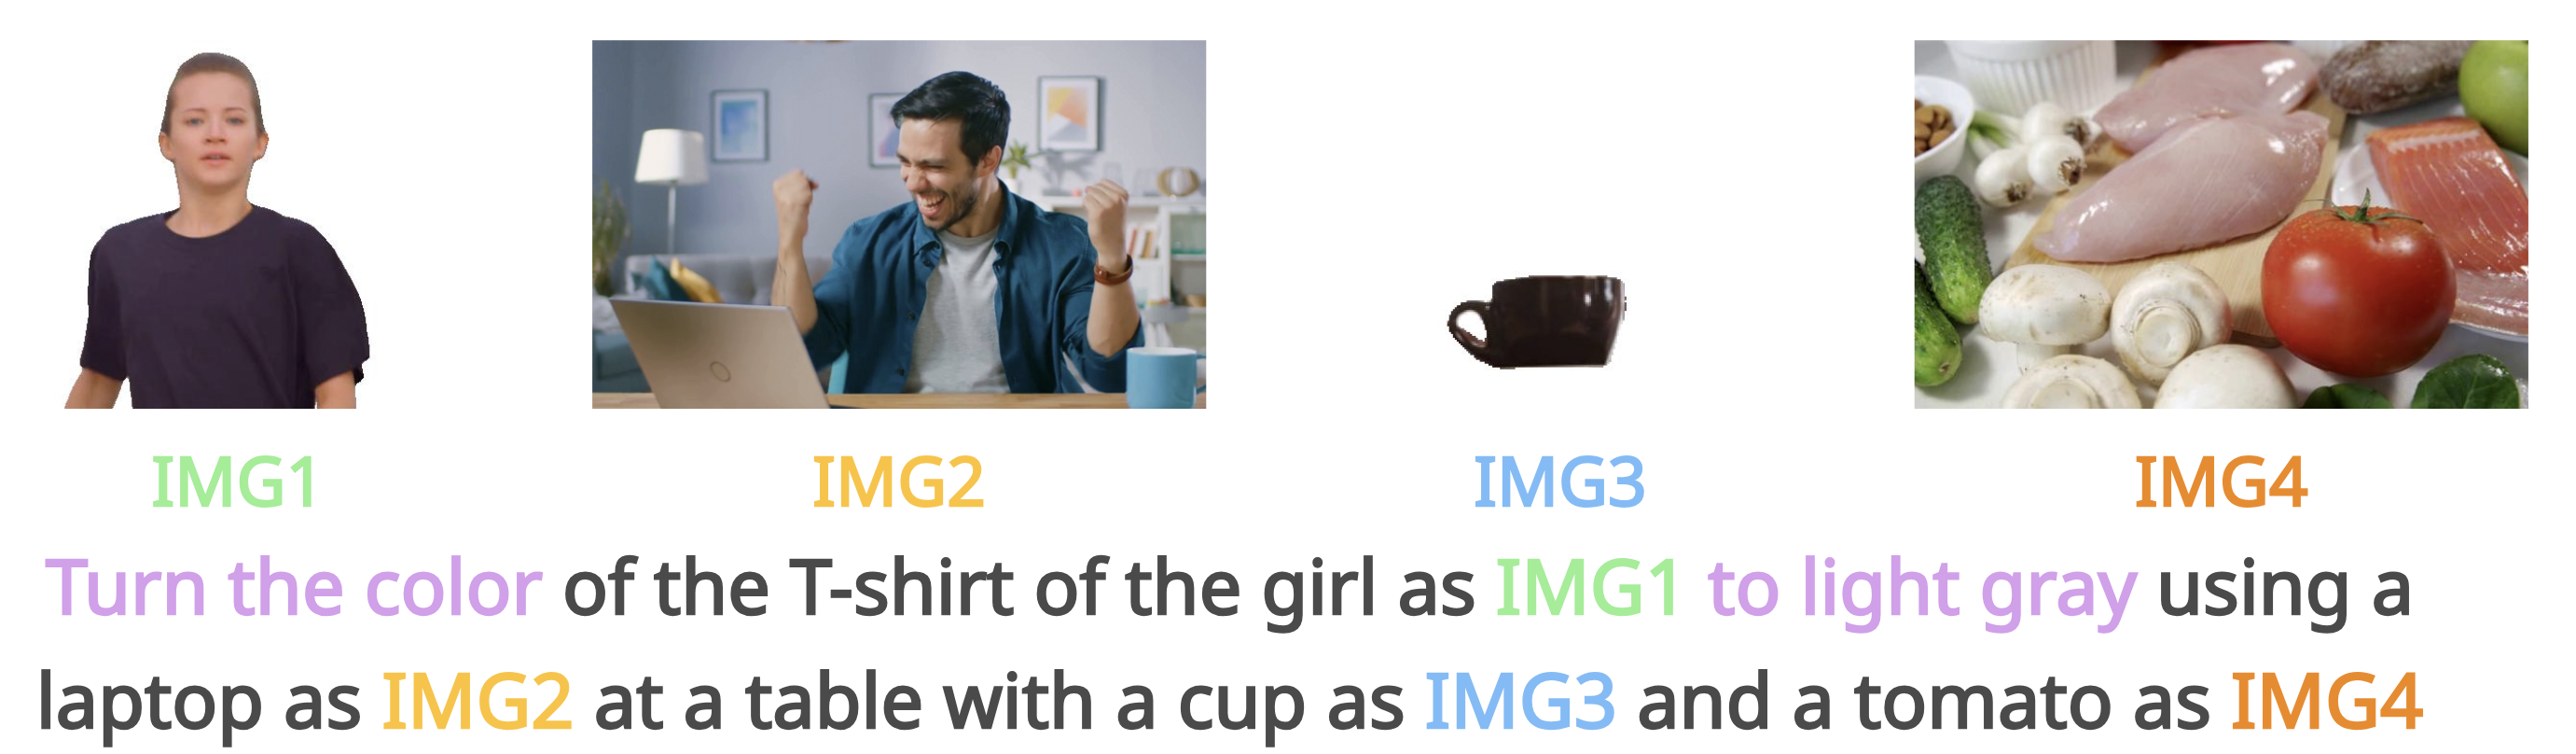 IMG1 IMG2 IMG3 IMG4
Turn the color of the T-shirt of the girl as IMG1 to light gray using a
laptop as IMG2 at a table with a cup as IMG3 and a tomato as IMG4